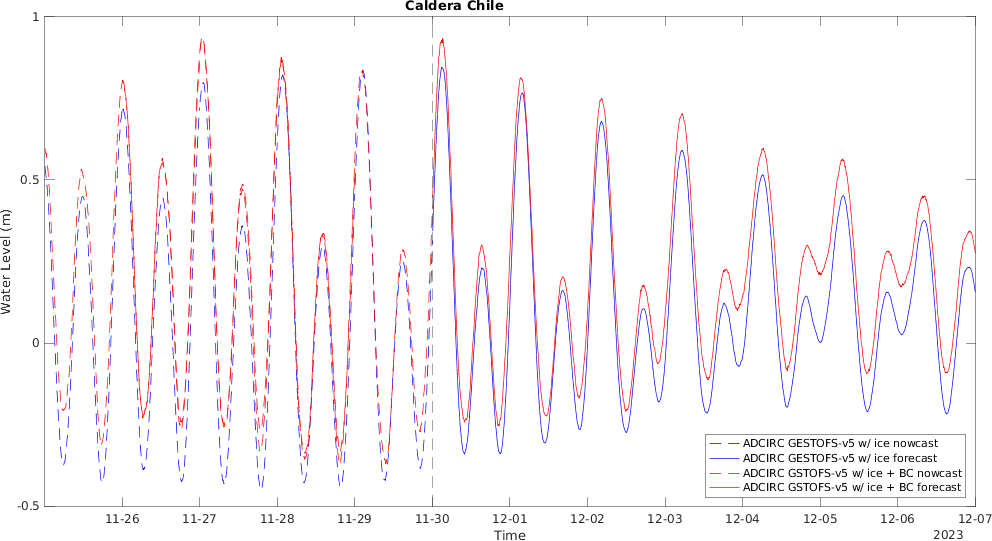 Caldera Chile
Water Level (m)
1
0.5
0
-0.5
11-26
11-27
11-28
11-29
11-30
12-01
12-02
12-03
12-04
12-05
12-06
12-07
Time
2023
ADCIRC GESTOFS-v5 w/ ice nowcast
ADCIRC GESTOFS-v5 w/ ice forecast
ADCIRC GSTOFS-v5 w/ ice + BC nowcast
ADCIRC GSTOFS-v5 w/ ice + BC forecast